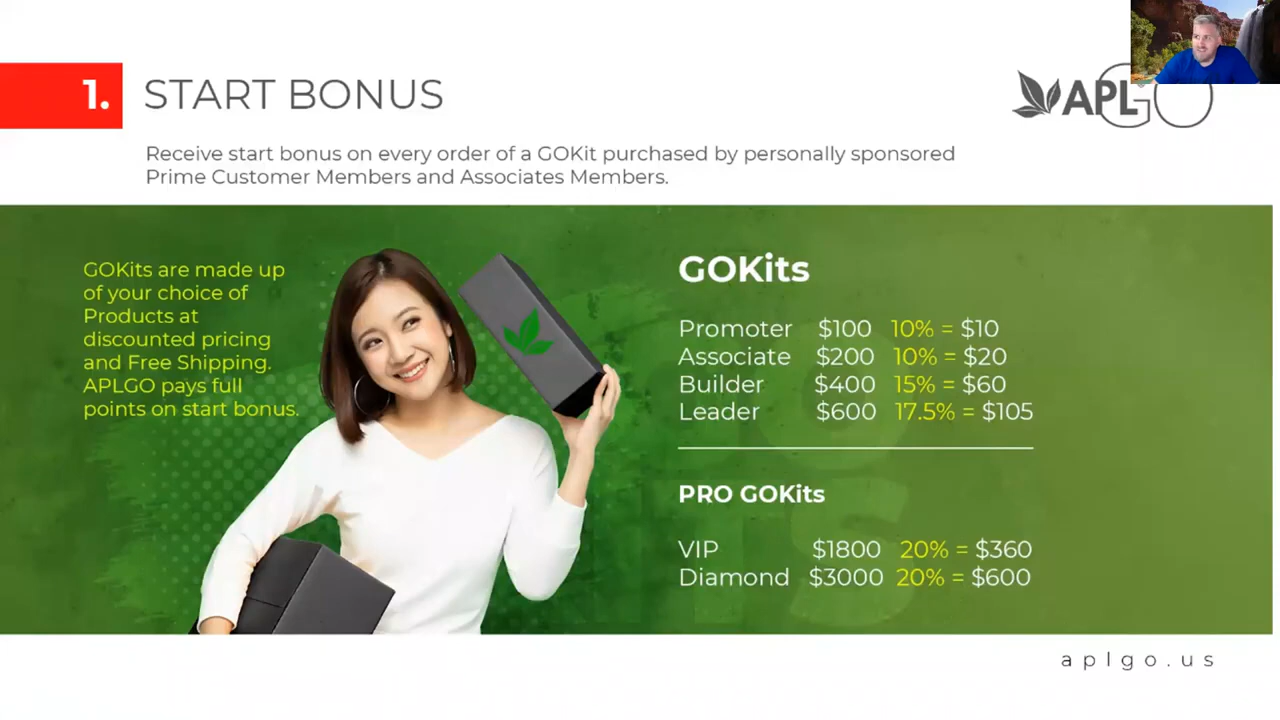 1. START BONUS
APLGO
Receive start bonus on every order of a GOKit purchased by personally sponsored
Prime Customer Members and Associates Members.
GOKits are made up
of your choice of
Products at
discounted pricing
and Free Shipping.
APLGO pays full
points on start bonus.
GOKits
Promoter $100 10% = $10
Associate $200 10% = $20
Builder $400 15% = $60
Leader $600 17.5% = $105
PRO GOKits
VIP $1800 20% = $360
Diamond $3000 20% = $600
aplgo.us